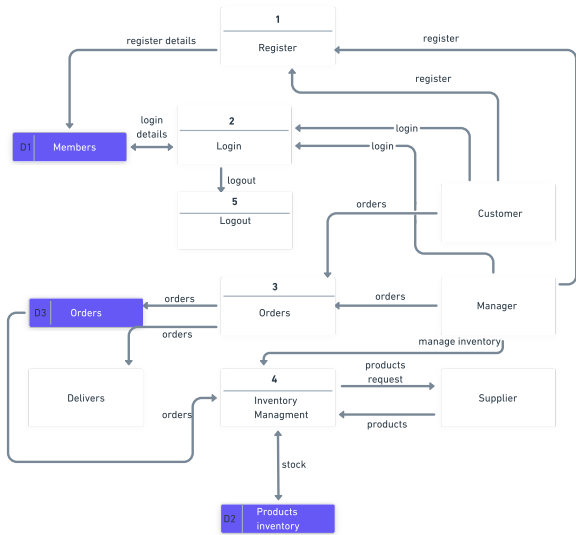 1
register details
register
Register
register
2
login
details
login
D1
Members
Login
login
logout
5
Logout
orders
Customer
3
orders
orders
D3
Orders
Orders
Manager
orders
manage inventory
4
products
request
Delivers
Inventory
Managment
Supplier
orders
products
stock
D2
Products
inventory